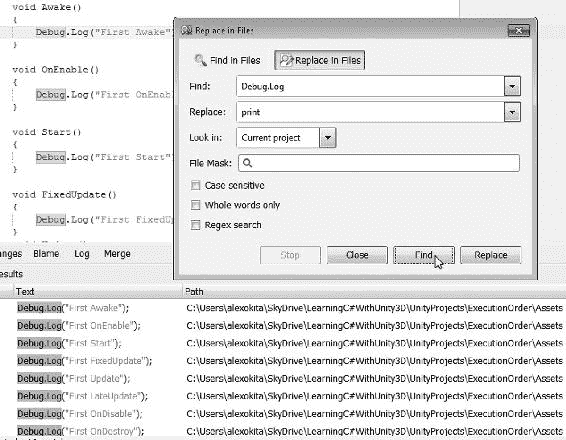 void Awake()
{
Debug.Log("First Awake"
}
void OnEnable()
{
Debug.Log("First OnEnabl
}
void Start()
{
Debug.Log("First Start")
}
void FixedUpdate()
{
Debug.Log("First FixedUp
Replace in Files
Find in Files Replace in Files
Find: Debug.Log
Replace: print
Look in: Current project
File Mask:
Case sensitive
Whole words only
Regex search
Stop Close Find Replace
anges Blame Log Merge
esults
Text Path
Debug.Log("First Awake"); C:\Users\alexokita\SkyDrive\LearningC#WithUnity3D\UnityProjects\ExecutionOrder\Assets
Debug.Log("First OnEnable"); C:\Users\alexokita\SkyDrive\LearningC#WithUnity3D\UnityProjects\ExecutionOrder\Assets
Debug.Log("First Start"); C:\Users\alexokita\SkyDrive\LearningC#WithUnity3D\UnityProjects\ExecutionOrder\Assets
Debug.Log("First FixedUpdate"); C:\Users\alexokita\SkyDrive\LearningC#WithUnity3D\UnityProjects\ExecutionOrder\Assets
Debug.Log("First Update"); C:\Users\alexokita\SkyDrive\LearningC#WithUnity3D\UnityProjects\ExecutionOrder\Assets
Debug.Log("First LateUpdate"); C:\Users\alexokita\SkyDrive\LearningC#WithUnity3D\UnityProjects\ExecutionOrder\Assets
Debug.Log("First OnDisable"); C:\Users\alexokita\SkyDrive\LearningC#WithUnity3D\UnityProjects\ExecutionOrder\Assets
Debug.Log("First OnDestroy"); C:\Users\alexokita\SkyDrive\LearningC#WithUnity3D\UnityProjects\ExecutionOrder\Assets